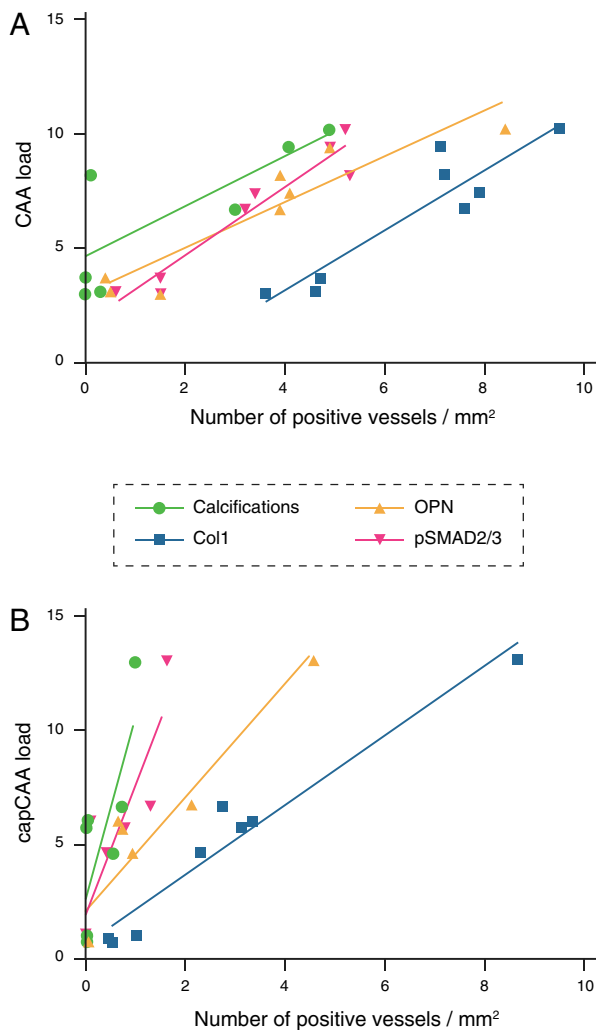 A
15
10
5
0
CAA load
0 2 4 6 8 10
Number of positive vessels / mm²
Calcifications OPN
Col1 pSMAD2/3
B
15
10
5
0
capCAA load
0 2 4 6 8 10
Number of positive vessels / mm²